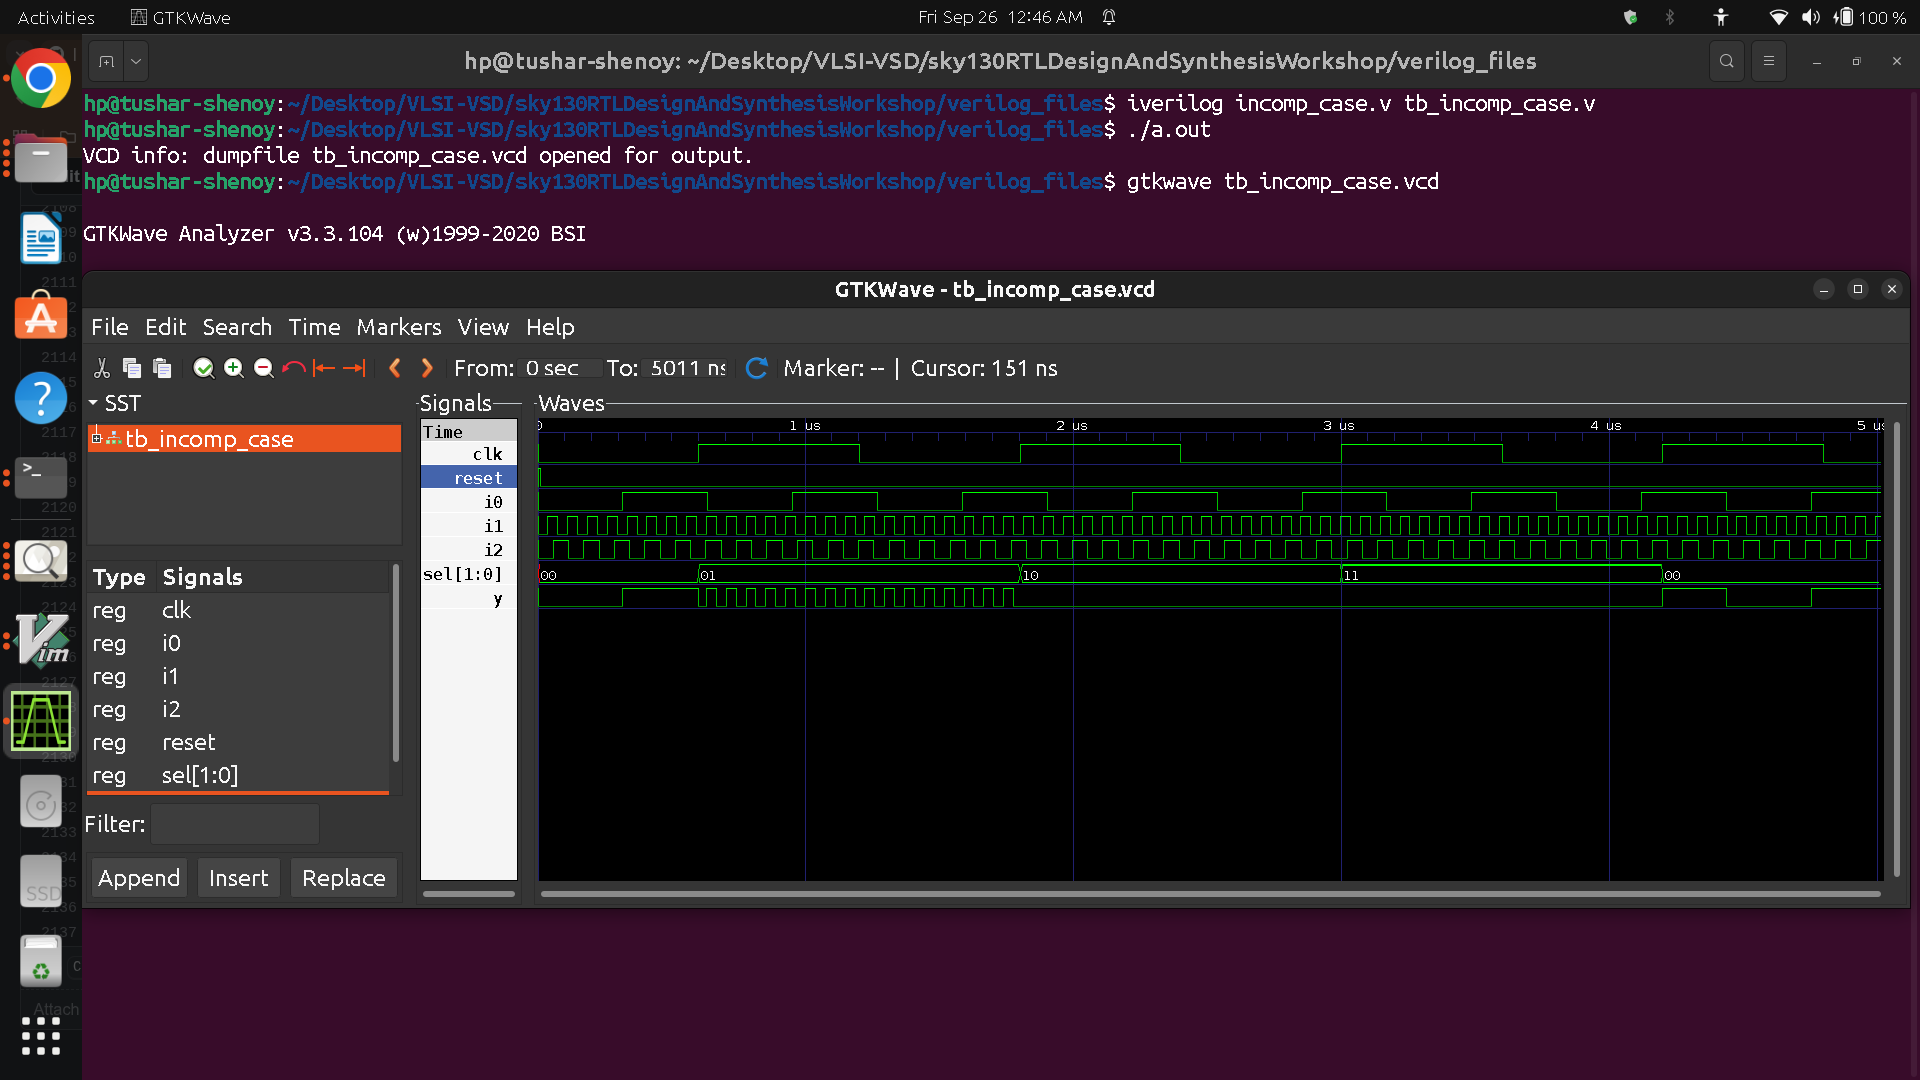 Activities GTKWave Fri Sep 26 12:46 AM 100 %
hp@tushar-shenoy: ~/Desktop/VLSI-VSD/sky130RTLDesignAndSynthesisWorkshop/verilog_files
hp@tushar-shenoy:~/Desktop/VLSI-VSD/sky130RTLDesignAndSynthesisWorkshop/verilog_files$ iverilog incomp_case.v tb_incomp_case.v
hp@tushar-shenoy:~/Desktop/VLSI-VSD/sky130RTLDesignAndSynthesisWorkshop/verilog_files$ ./a.out
VCD info: dumpfile tb_incomp_case.vcd opened for output.
hp@tushar-shenoy:~/Desktop/VLSI-VSD/sky130RTLDesignAndSynthesisWorkshop/verilog_files$ gtkwave tb_incomp_case.vcd
GTKWave Analyzer v3.3.104 (w)1999-2020 BSI
GTKWave - tb_incomp_case.vcd
File Edit Search Time Markers View Help
From: 0 sec To: 5011 ns Marker: -- | Cursor: 151 ns
SST
tb_incomp_case
Type Signals
reg clk
reg i0
reg i1
reg i2
reg reset
reg sel[1:0]
Filter:
Append Insert Replace
Signals
Time
clk
reset
i0
i1
i2
sel[1:0]
y
Waves
0 1 us 2 us 3 us 4 us 5 us
00 01 10 11 00
Vim
SSD
Attach